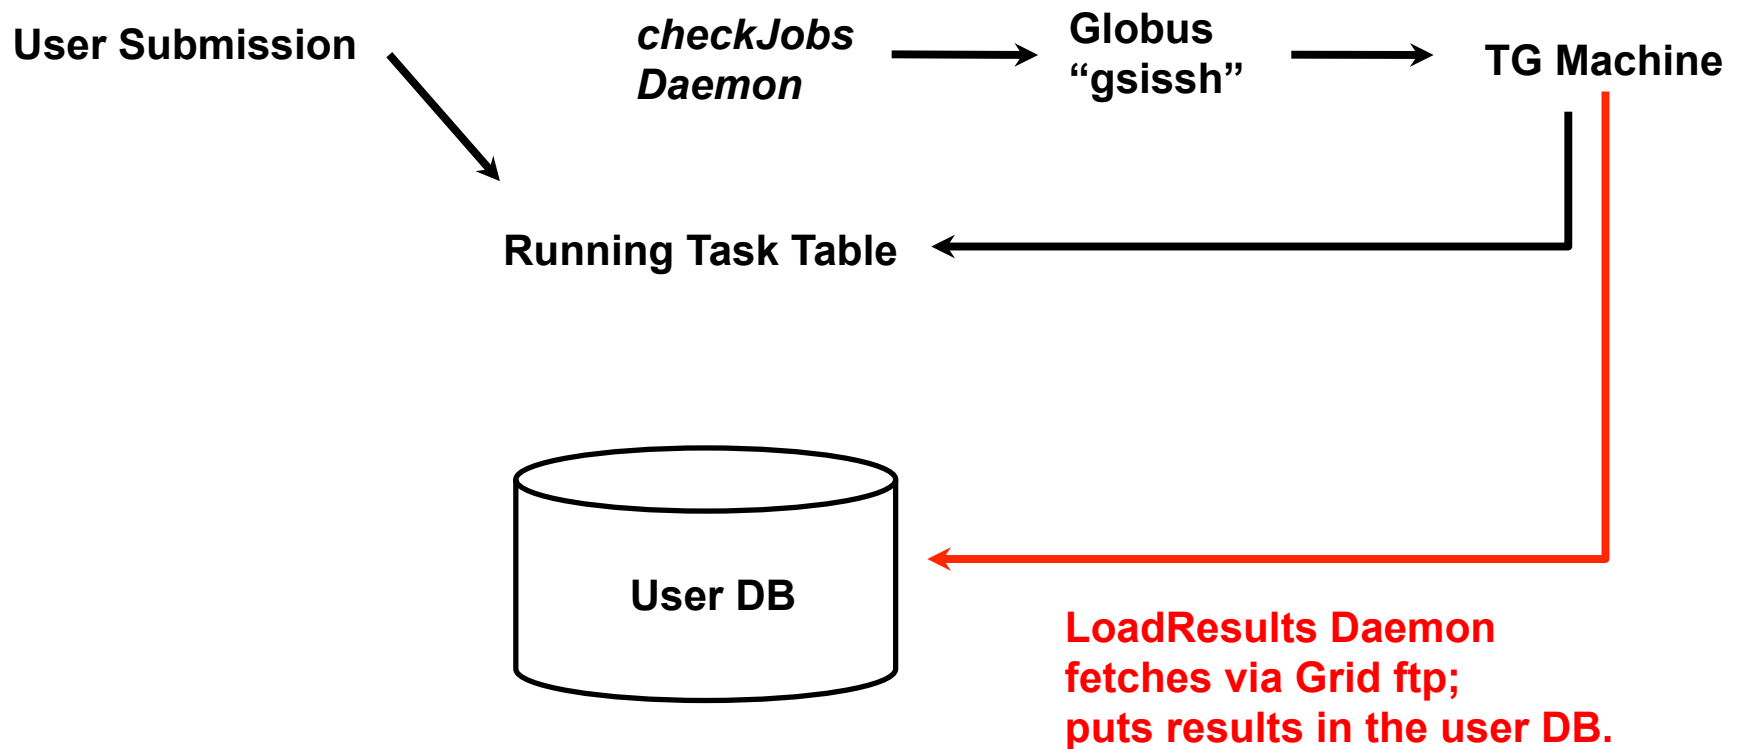 User Submission
checkJobs
Daemon
Globus
“gsissh”
TG Machine
Running Task Table
User DB
LoadResults Daemon
fetches via Grid ftp;
puts results in the user DB.